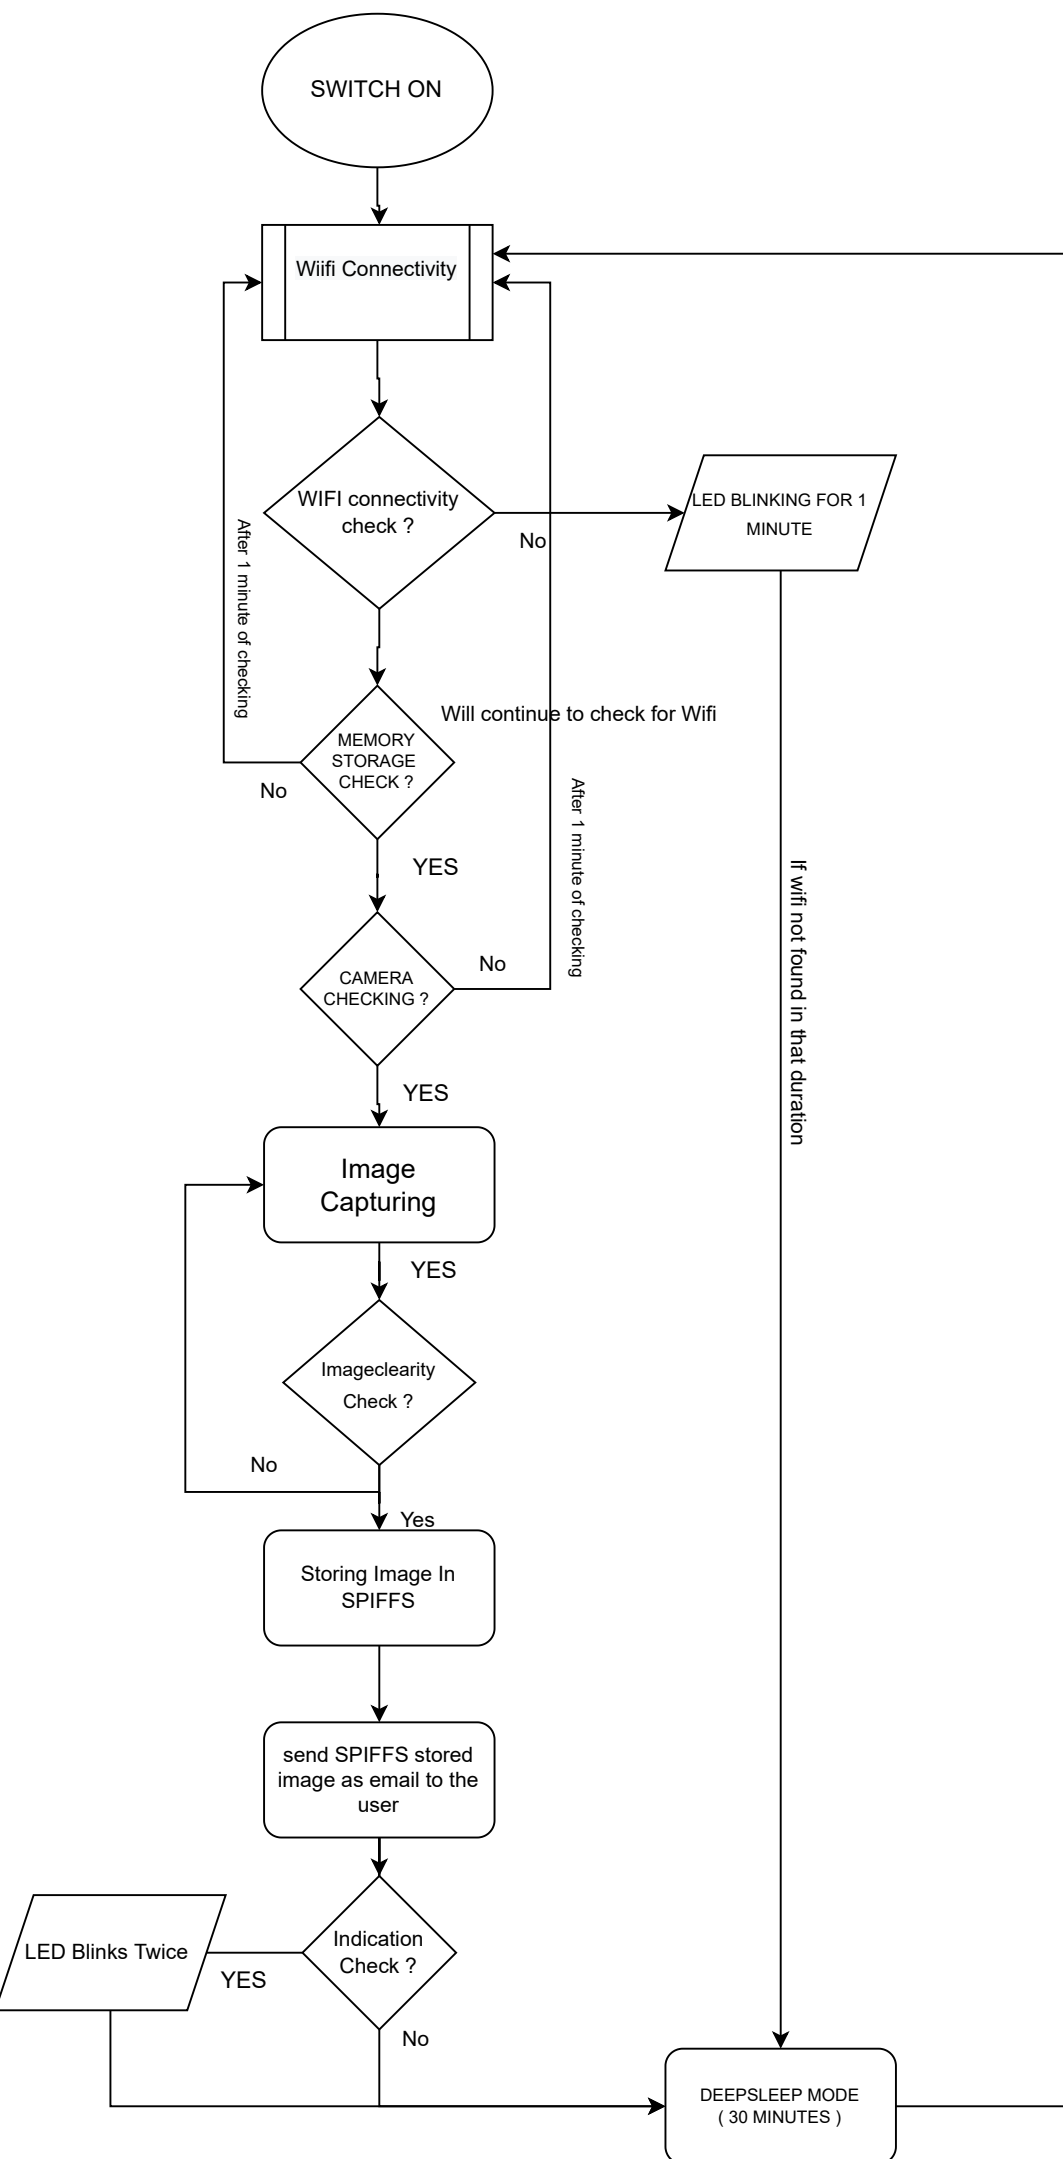 SWITCH ON
Wiifi Connectivity
WIFI connectivity
check ?
No
LED BLINKING FOR 1
MINUTE
After 1 minute of checking
Will continue to check for Wifi
MEMORY
STORAGE
CHECK ?
No
YES
After 1 minute of checking
If wifi not found in that duration
No
CAMERA
CHECKING ?
YES
Image
Capturing
YES
Imageclearity
Check ?
No
Yes
Storing Image In
SPIFFS
send SPIFFS stored
image as email to the
user
Indication
Check ?
LED Blinks Twice
YES
No
DEEPSLEEP MODE
( 30 MINUTES )